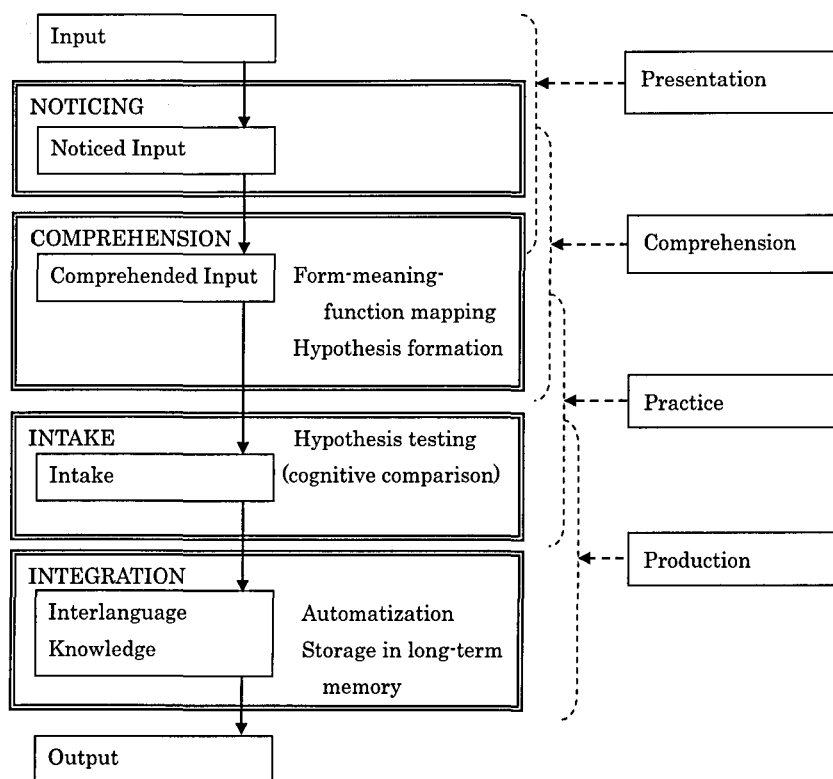 Input
Presentation
NOTICING
Noticed Input
COMPREHENSION
Comprehended Input
Form-meaning-
function mapping
Hypothesis formation
Comprehension
Practice
INTAKE
Intake
Hypothesis testing
(cognitive comparison)
Production
INTEGRATION
Interlanguage
Knowledge
Automatization
Storage in long-term
memory
Output